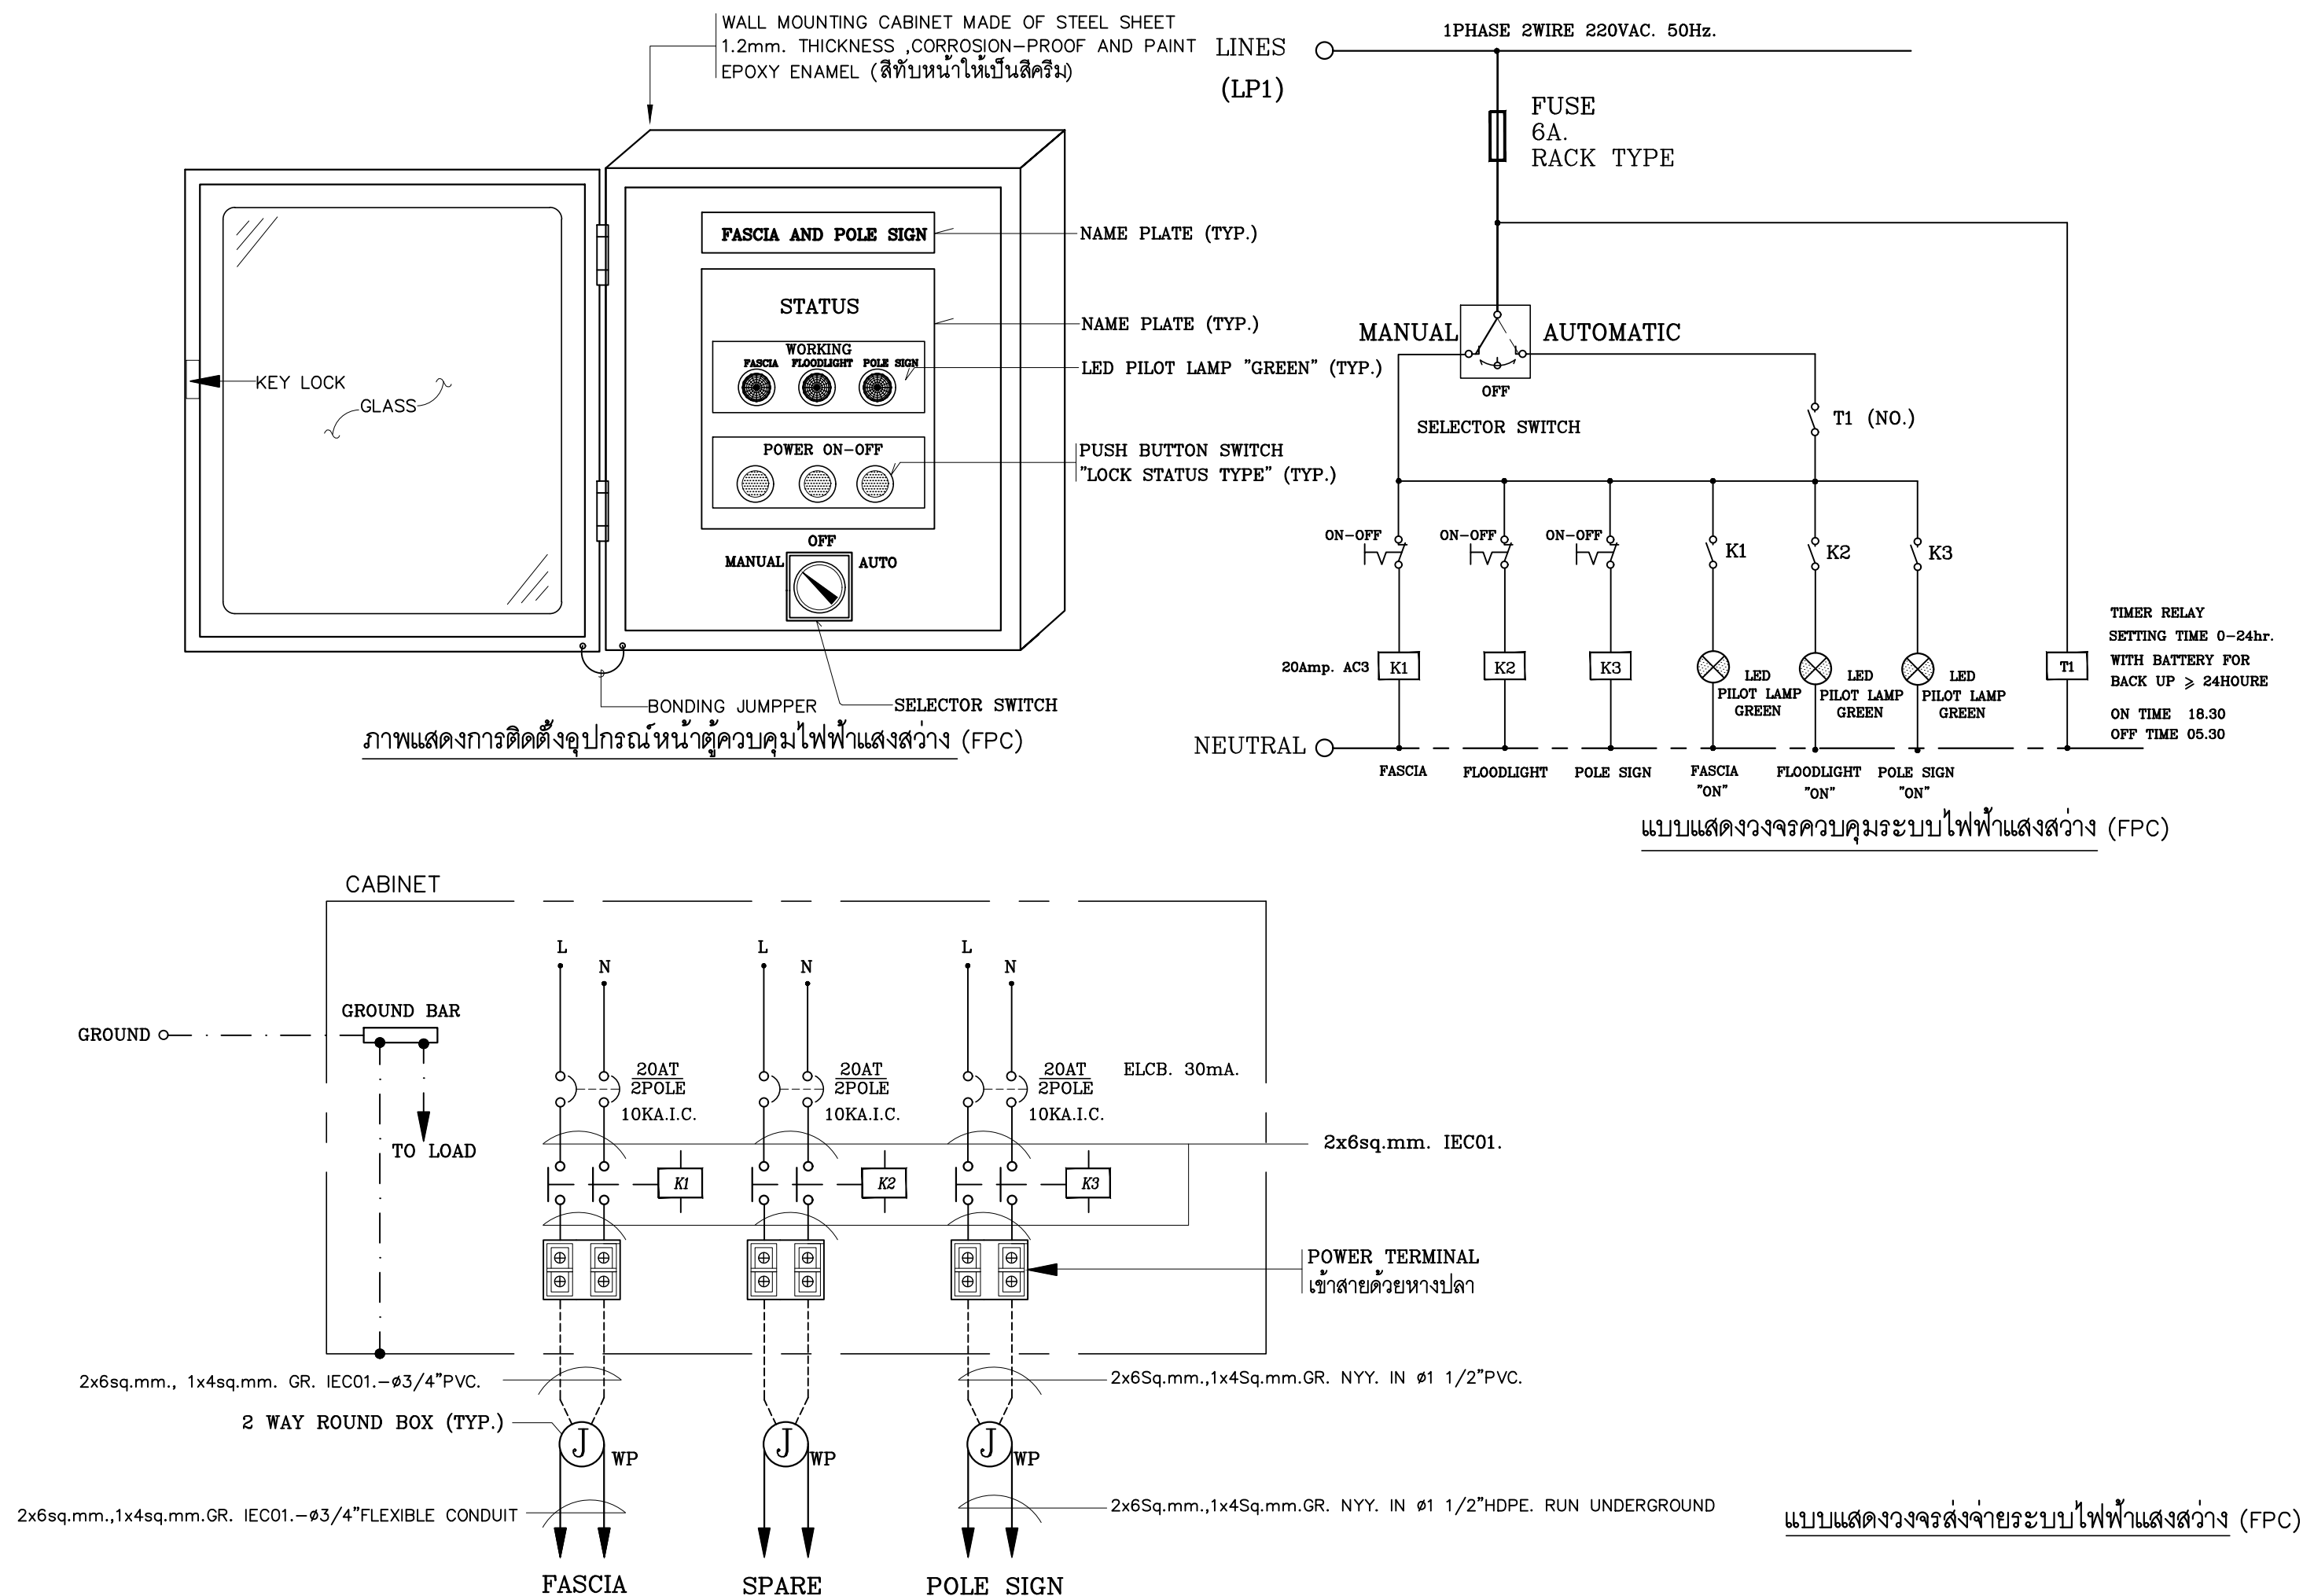 WALL MOUNTING CABINET MADE OF STEEL SHEET
1.2mm. THICKNESS ,CORROSION-PROOF AND PAINT
EPOXY ENAMEL (สีทับหน้าให้เป็นสีครีม)
FASCIA AND POLE SIGN
NAME PLATE (TYP.)
STATUS
NAME PLATE (TYP.)
WORKING
FASCIA FLOODLIGHT POLE SIGN
LED PILOT LAMP "GREEN" (TYP.)
KEY LOCK
GLASS
POWER ON-OFF
PUSH BUTTON SWITCH
"LOCK STATUS TYPE" (TYP.)
OFF
MANUAL
AUTO
BONDING JUMPPER
SELECTOR SWITCH
ภาพแสดงการติดตั้งอุปกรณ์หน้าตู้ควบคุมไฟฟ้าแสงสว่าง (FPC)
LINES
(LP1)
1PHASE 2WIRE 220VAC. 50Hz.
FUSE
6A.
RACK TYPE
MANUAL
AUTOMATIC
OFF
SELECTOR SWITCH
T1 (NO.)
ON-OFF
ON-OFF
ON-OFF
K1
K2
K3
20Amp. AC3
K1
K2
K3
LED
PILOT LAMP
GREEN
LED
PILOT LAMP
GREEN
LED
PILOT LAMP
GREEN
T1
TIMER RELAY
SETTING TIME 0-24hr.
WITH BATTERY FOR
BACK UP ⩾ 24HOURE
ON TIME 18.30
OFF TIME 05.30
NEUTRAL
FASCIA
FLOODLIGHT
POLE SIGN
FASCIA
"ON"
FLOODLIGHT
"ON"
POLE SIGN
"ON"
แบบแสดงวงจรควบคุมระบบไฟฟ้าแสงสว่าง (FPC)
CABINET
L
N
L
N
L
N
GROUND BAR
GROUND
TO LOAD
20AT
2POLE
10KA.I.C.
20AT
2POLE
10KA.I.C.
20AT
2POLE
10KA.I.C.
ELCB. 30mA.
2x6sq.mm. IEC01.
K1
K2
K3
POWER TERMINAL
เข้าสายด้วยหางปลา
2x6sq.mm., 1x4sq.mm. GR. IEC01.-ø3/4"PVC.
2x6Sq.mm.,1x4Sq.mm.GR. NYY. IN ø1 1/2"PVC.
2 WAY ROUND BOX (TYP.)
J
WP
J
WP
J
WP
2x6sq.mm.,1x4sq.mm.GR. IEC01.-ø3/4"FLEXIBLE CONDUIT
2x6Sq.mm.,1x4Sq.mm.GR. NYY. IN ø1 1/2"HDPE. RUN UNDERGROUND
FASCIA
SPARE
POLE SIGN
แบบแสดงวงจรส่งจ่ายระบบไฟฟ้าแสงสว่าง (FPC)